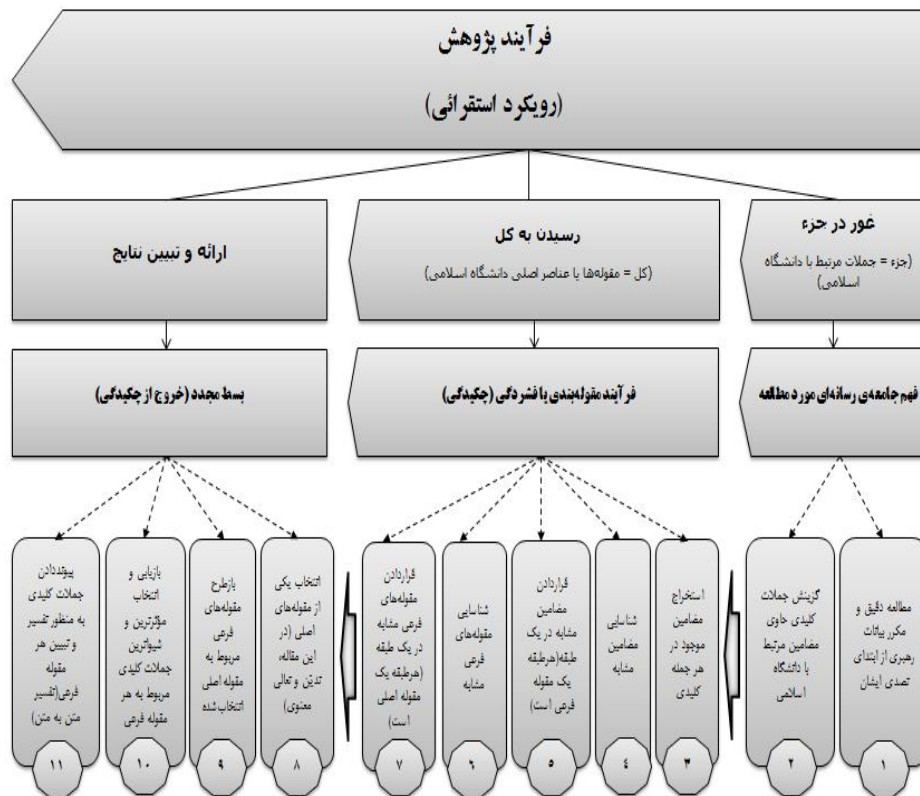 فرآیند پژوهش
(رویکرد استقرائی)
غور در جزء
(جزء = جملات مرتبط با دانشگاه
اسلامی)
رسیدن به کل
(کل = مقوله‌ها یا عناصر اصلی دانشگاه اسلامی)
ارائه و تبیین نتایج
فهم جامعه‌ی رسانه‌ای مورد مطالعه
فرآیند مقوله‌بندی یا فشردگی (چکیدگی)
بسط مجدد (خروج از چکیدگی)
مطالعه دقیق و
مکرر بیانات
رهبری از ابتدای
تصدی ایشان
۱
گزینش جملات
کلیدی حاوی
مضامین مرتبط
با دانشگاه
اسلامی
۲
استخراج
مضامین
موجود در
هر جمله
کلیدی
۳
شناسایی
مضامین
مشابه
۴
قراردادن
مضامین
مشابه در یک
طبقه(هرطبقه
یک مقوله
فرعی است)
۵
شناسایی
مقوله‌های
فرعی
مشابه
۶
قراردادن
مقوله‌های
فرعی مشابه
در یک طبقه
(هرطبقه یک
مقوله اصلی
است)
۷
انتخاب یکی
از مقوله‌های
اصلی (در
این مقاله،
تدیّن و تعالی
معنوی)
۸
بازطرح
مقوله‌های
فرعی
مربوط به
مقوله اصلی
انتخاب‌شده
۹
بازیابی و
انتخاب
مؤثرترین و
شیواترین
جملات کلیدی
مربوط به هر
مقوله فرعی
۱۰
پیونددادن
جملات کلیدی
به منظور تفسیر
و تبیین هر
مقوله
فرعی(تفسیر
متن به متن)
۱۱